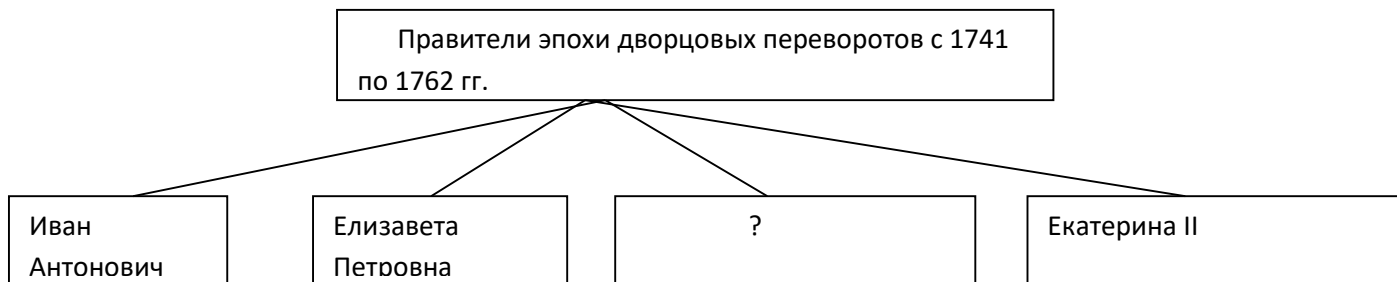 Правители эпохи дворцовых переворотов с 1741
по 1762 гг.
Иван
Антонович
Елизавета
Петровна
?
Екатерина II